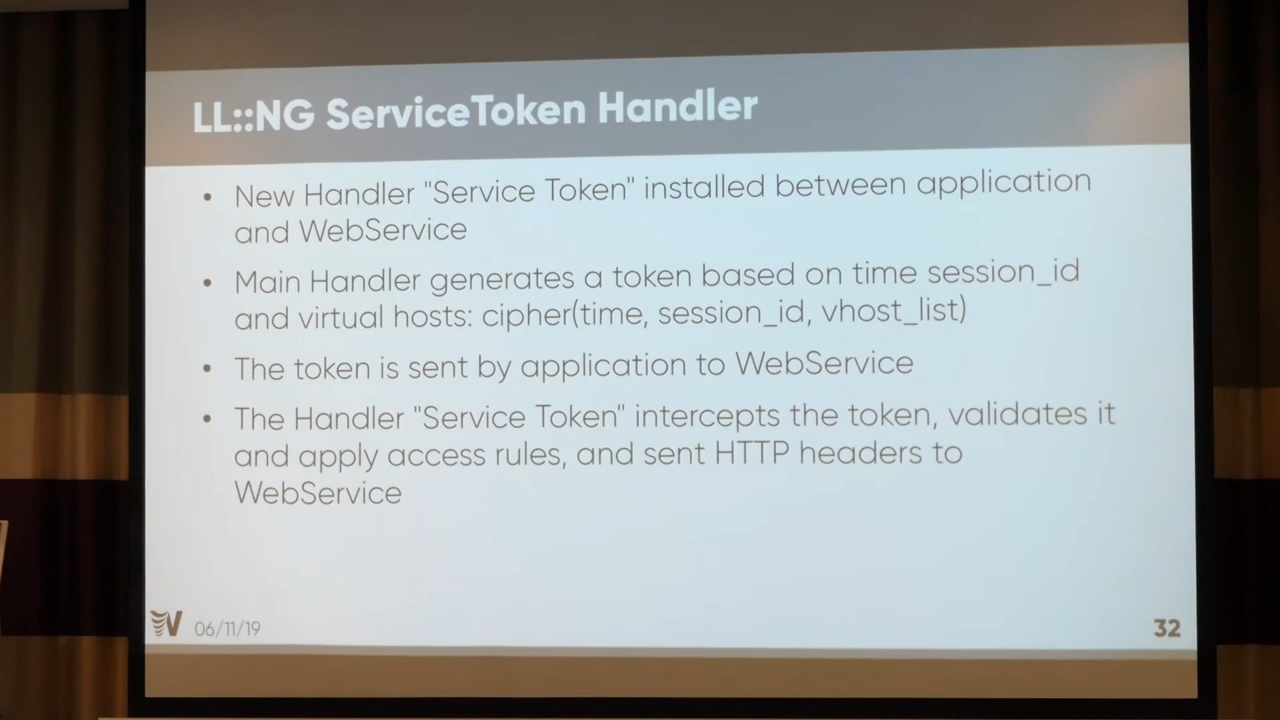 LL::NG ServiceToken Handler
• New Handler "Service Token" installed between application
and WebService
• Main Handler generates a token based on time session_id
and virtual hosts: cipher(time, session_id, vhost_list)
• The token is sent by application to WebService
• The Handler "Service Token" intercepts the token, validates it
and apply access rules, and sent HTTP headers to
WebService
06/11/19
32